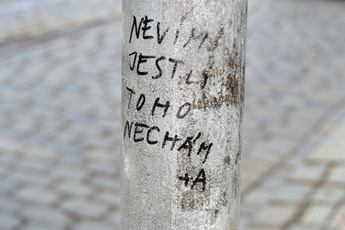 NEVÍM
JESTLI
TOHO
NECHÁM
+A